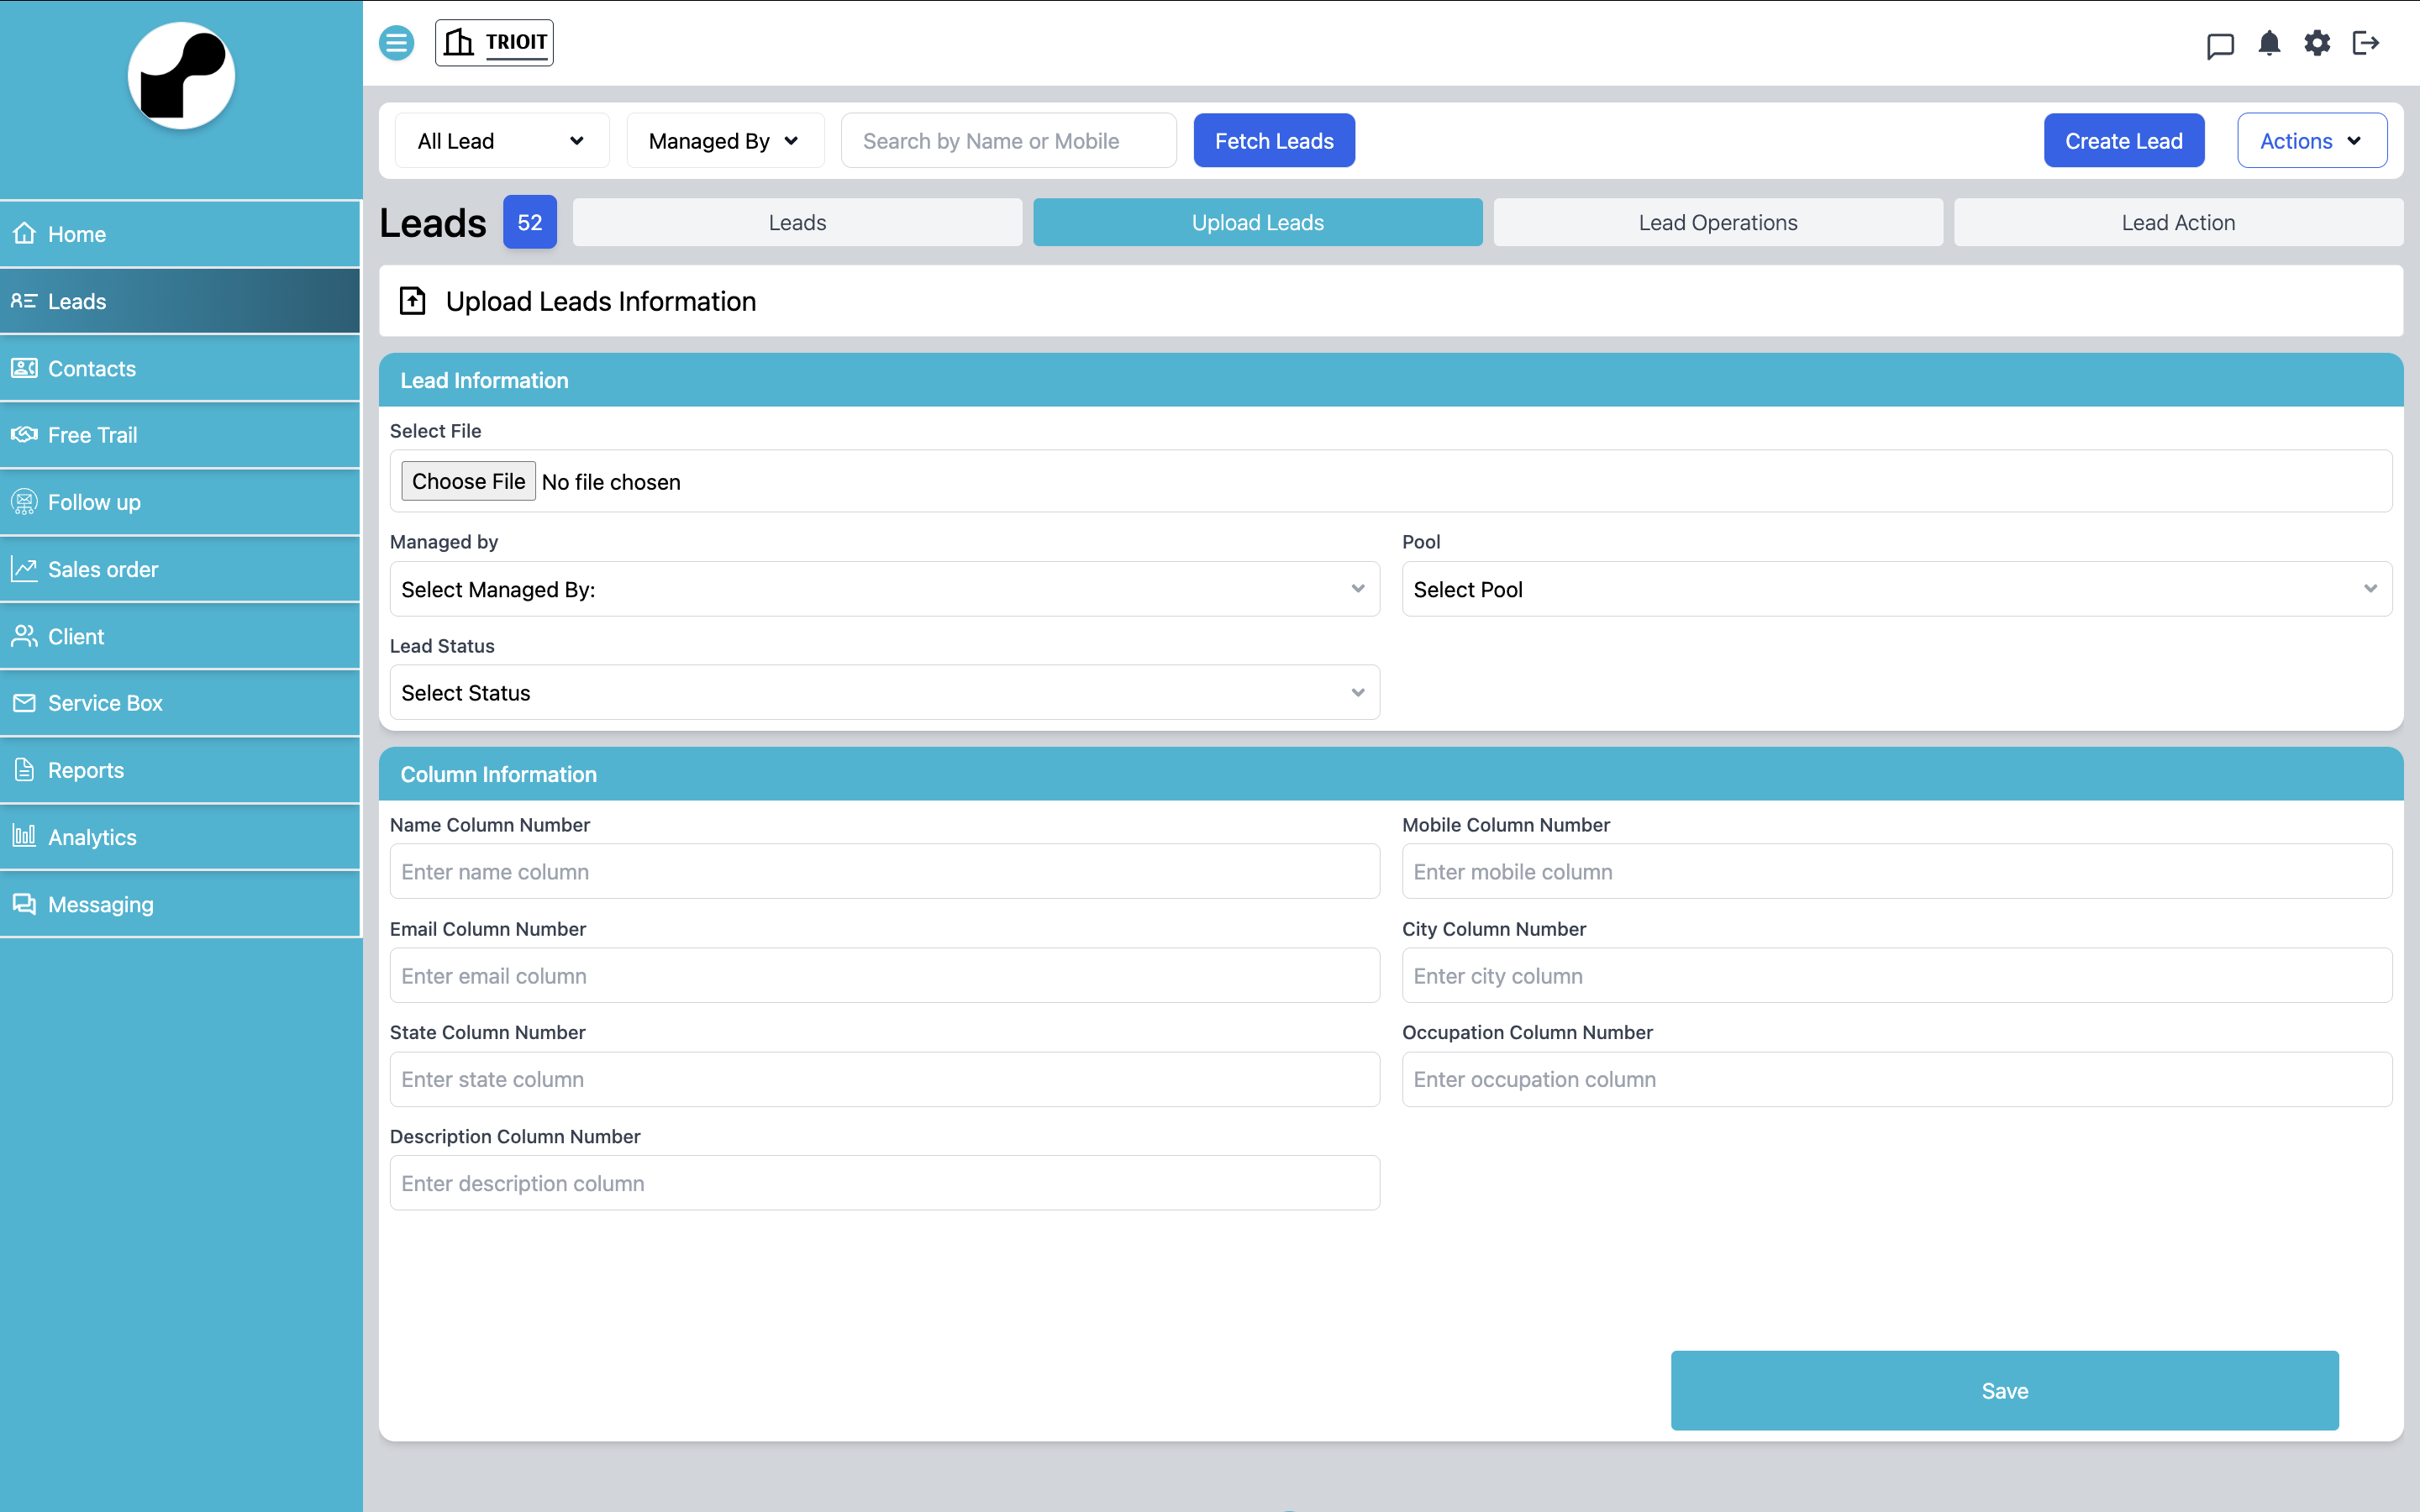 TRIOIT
All Lead
Managed By
Search by Name or Mobile
Fetch Leads
Create Lead
Actions
Leads
52
Leads
Upload Leads
Lead Operations
Lead Action
Home
Leads
Contacts
Free Trail
Follow up
Sales order
Client
Service Box
Reports
Analytics
Messaging
Upload Leads Information
Lead Information
Select File
Choose File No file chosen
Managed by
Pool
Select Managed By:
Select Pool
Lead Status
Select Status
Column Information
Name Column Number
Mobile Column Number
Enter name column
Enter mobile column
Email Column Number
City Column Number
Enter email column
Enter city column
State Column Number
Occupation Column Number
Enter state column
Enter occupation column
Description Column Number
Enter description column
Save